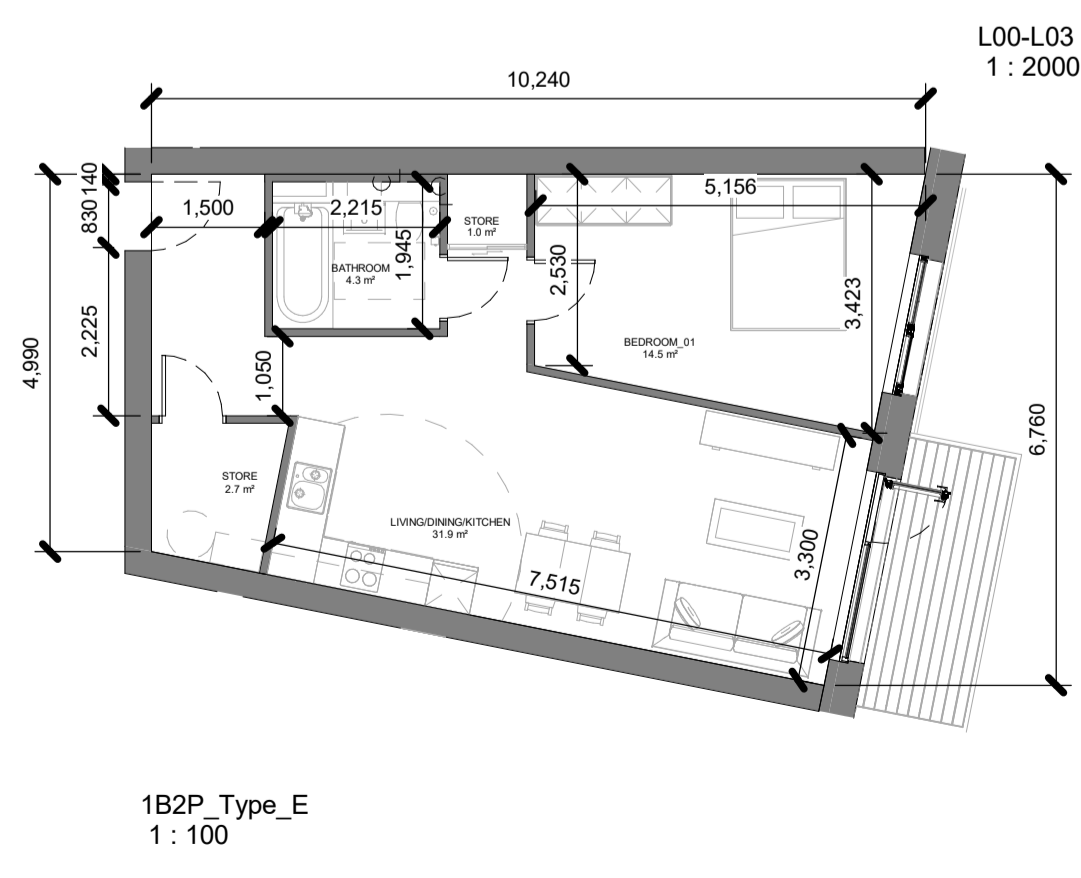 L00-L03
1 : 2000
10,240
140
830
1,500
2,215
STORE
1.0 m²
5,156
BATHROOM
4.3 m²
1,945
2,530
3,423
4,990
2,225
1,050
BEDROOM_01
14.5 m²
6,760
STORE
2.7 m²
LIVING/DINING/KITCHEN
31.9 m²
7,515
3,300
1B2P_Type_E
1 : 100